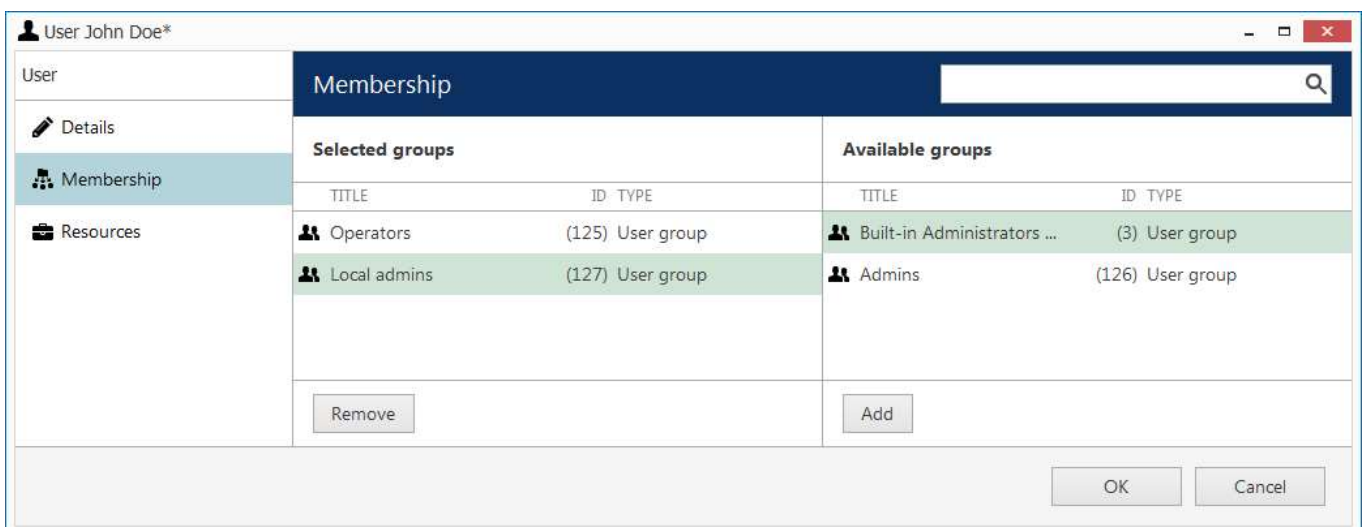 User John Doe*
User
Membership
Details
Membership
Resources
Selected groups
TITLE ID TYPE
Operators (125) User group
Local admins (127) User group
Remove
Available groups
TITLE ID TYPE
Built-in Administrators ... (3) User group
Admins (126) User group
Add
OK Cancel